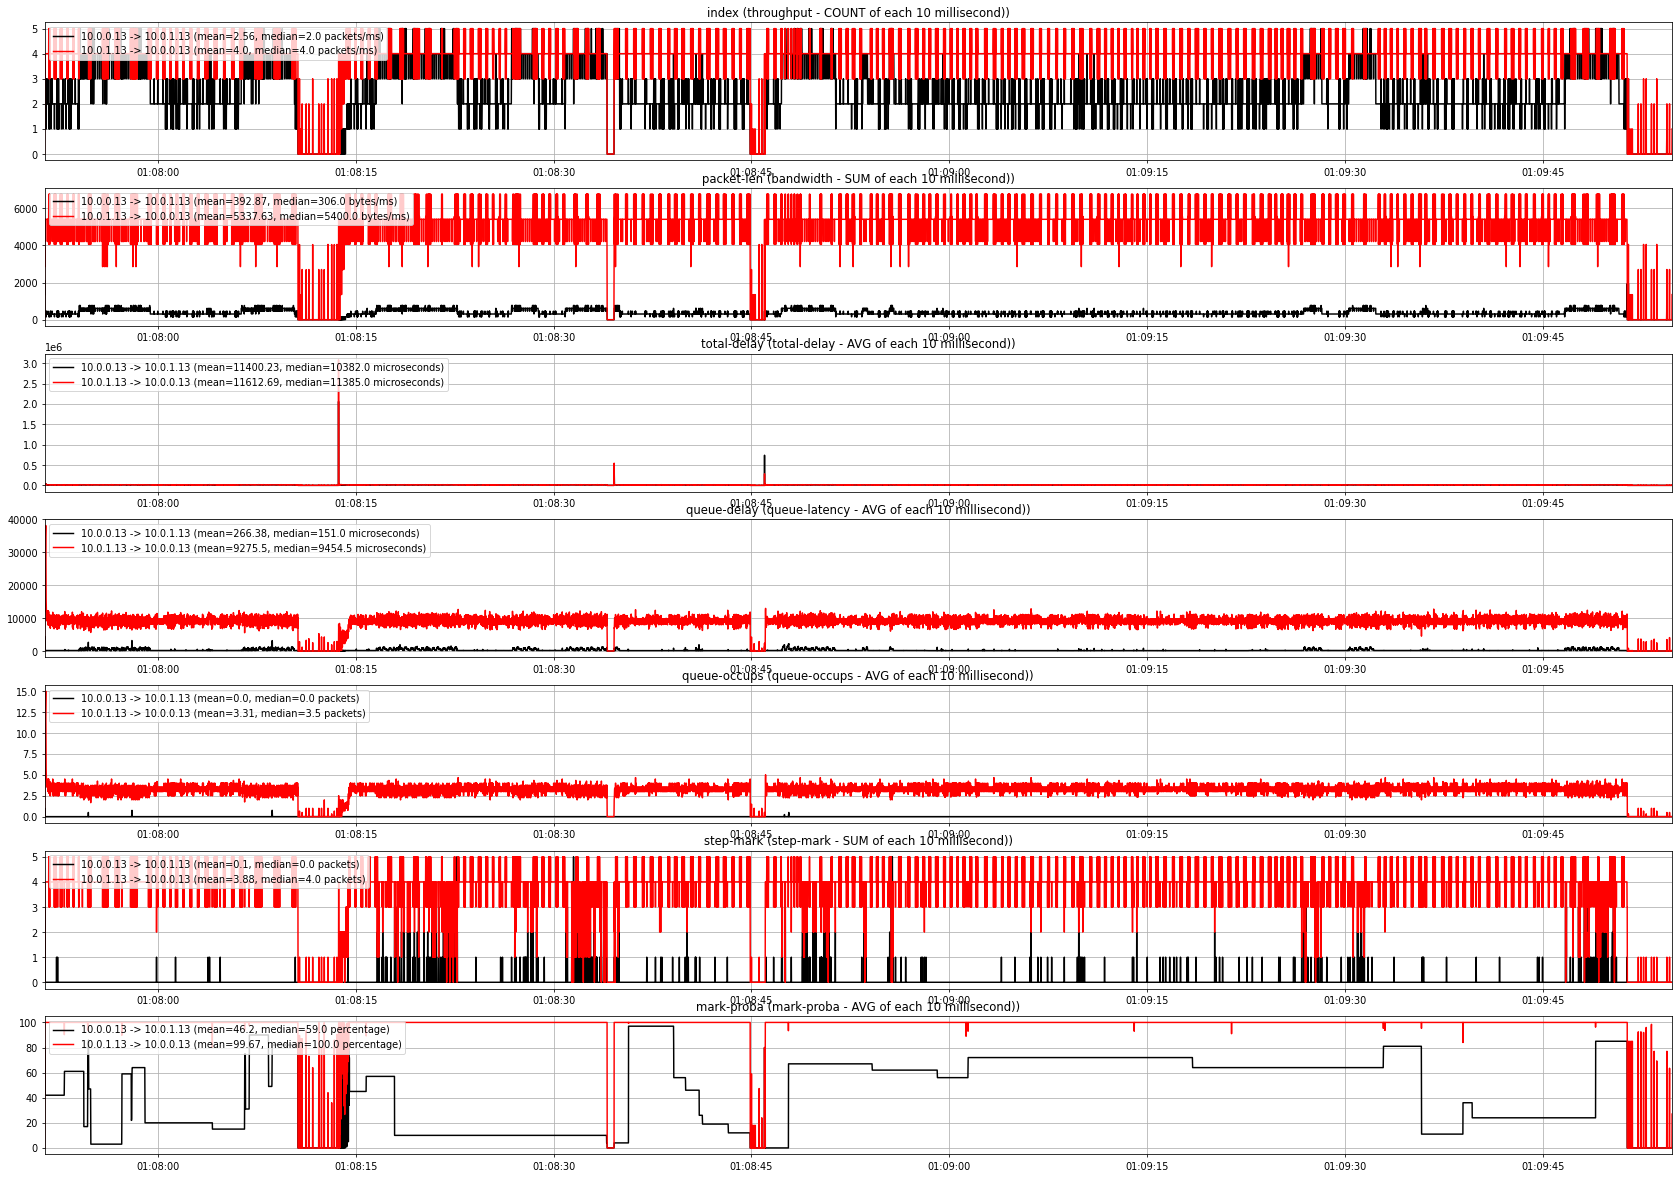 index (throughput - COUNT of each 10 millisecond))
5
4
3
2
1
0
10.0.0.13 -> 10.0.1.13 (mean=2.56, median=2.0 packets/ms)
10.0.1.13 -> 10.0.0.13 (mean=4.0, median=4.0 packets/ms)
01:08:00 01:08:15 01:08:30 01:08:45 01:09:00 01:09:15 01:09:30 01:09:45
packet-len (bandwidth - SUM of each 10 millisecond))
6000
4000
2000
0
10.0.0.13 -> 10.0.1.13 (mean=392.87, median=306.0 bytes/ms)
10.0.1.13 -> 10.0.0.13 (mean=5337.63, median=5400.0 bytes/ms)
01:08:00 01:08:15 01:08:30 01:08:45 01:09:00 01:09:15 01:09:30 01:09:45
total-delay (total-delay - AVG of each 10 millisecond))
1e6
3.0
2.5
2.0
1.5
1.0
0.5
0.0
10.0.0.13 -> 10.0.1.13 (mean=11400.23, median=10382.0 microseconds)
10.0.1.13 -> 10.0.0.13 (mean=11612.69, median=11385.0 microseconds)
01:08:00 01:08:15 01:08:30 01:08:45 01:09:00 01:09:15 01:09:30 01:09:45
queue-delay (queue-latency - AVG of each 10 millisecond))
40000
30000
20000
10000
0
10.0.0.13 -> 10.0.1.13 (mean=266.38, median=151.0 microseconds)
10.0.1.13 -> 10.0.0.13 (mean=9275.5, median=9454.5 microseconds)
01:08:00 01:08:15 01:08:30 01:08:45 01:09:00 01:09:15 01:09:30 01:09:45
queue-occups (queue-occups - AVG of each 10 millisecond))
15.0
12.5
10.0
7.5
5.0
2.5
0.0
10.0.0.13 -> 10.0.1.13 (mean=0.0, median=0.0 packets)
10.0.1.13 -> 10.0.0.13 (mean=3.31, median=3.5 packets)
01:08:00 01:08:15 01:08:30 01:08:45 01:09:00 01:09:15 01:09:30 01:09:45
step-mark (step-mark - SUM of each 10 millisecond))
5
4
3
2
1
0
10.0.0.13 -> 10.0.1.13 (mean=0.1, median=0.0 packets)
10.0.1.13 -> 10.0.0.13 (mean=3.88, median=4.0 packets)
01:08:00 01:08:15 01:08:30 01:08:45 01:09:00 01:09:15 01:09:30 01:09:45
mark-proba (mark-proba - AVG of each 10 millisecond))
100
80
60
40
20
0
10.0.0.13 -> 10.0.1.13 (mean=46.2, median=59.0 percentage)
10.0.1.13 -> 10.0.0.13 (mean=99.67, median=100.0 percentage)
01:08:00 01:08:15 01:08:30 01:08:45 01:09:00 01:09:15 01:09:30 01:09:45